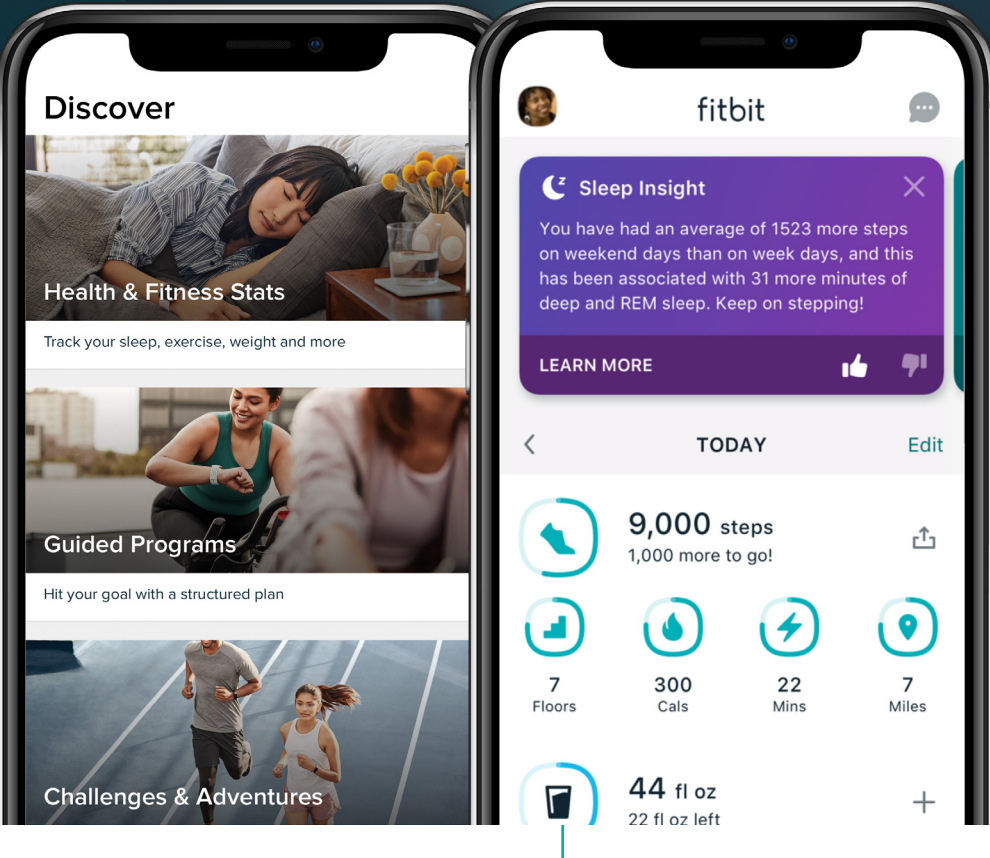 Discover
Health & Fitness Stats
Track your sleep, exercise, weight and more
Guided Programs
Hit your goal with a structured plan
Challenges & Adventures
fitbit
z
Sleep Insight
You have had an average of 1523 more steps
on weekend days than on week days, and this
has been associated with 31 more minutes of
deep and REM sleep. Keep on stepping!
LEARN MORE
TODAY
Edit
9,000 steps
1,000 more to go!
7
Floors
300
Cals
22
Mins
7
Miles
44 fl oz
22 fl oz left